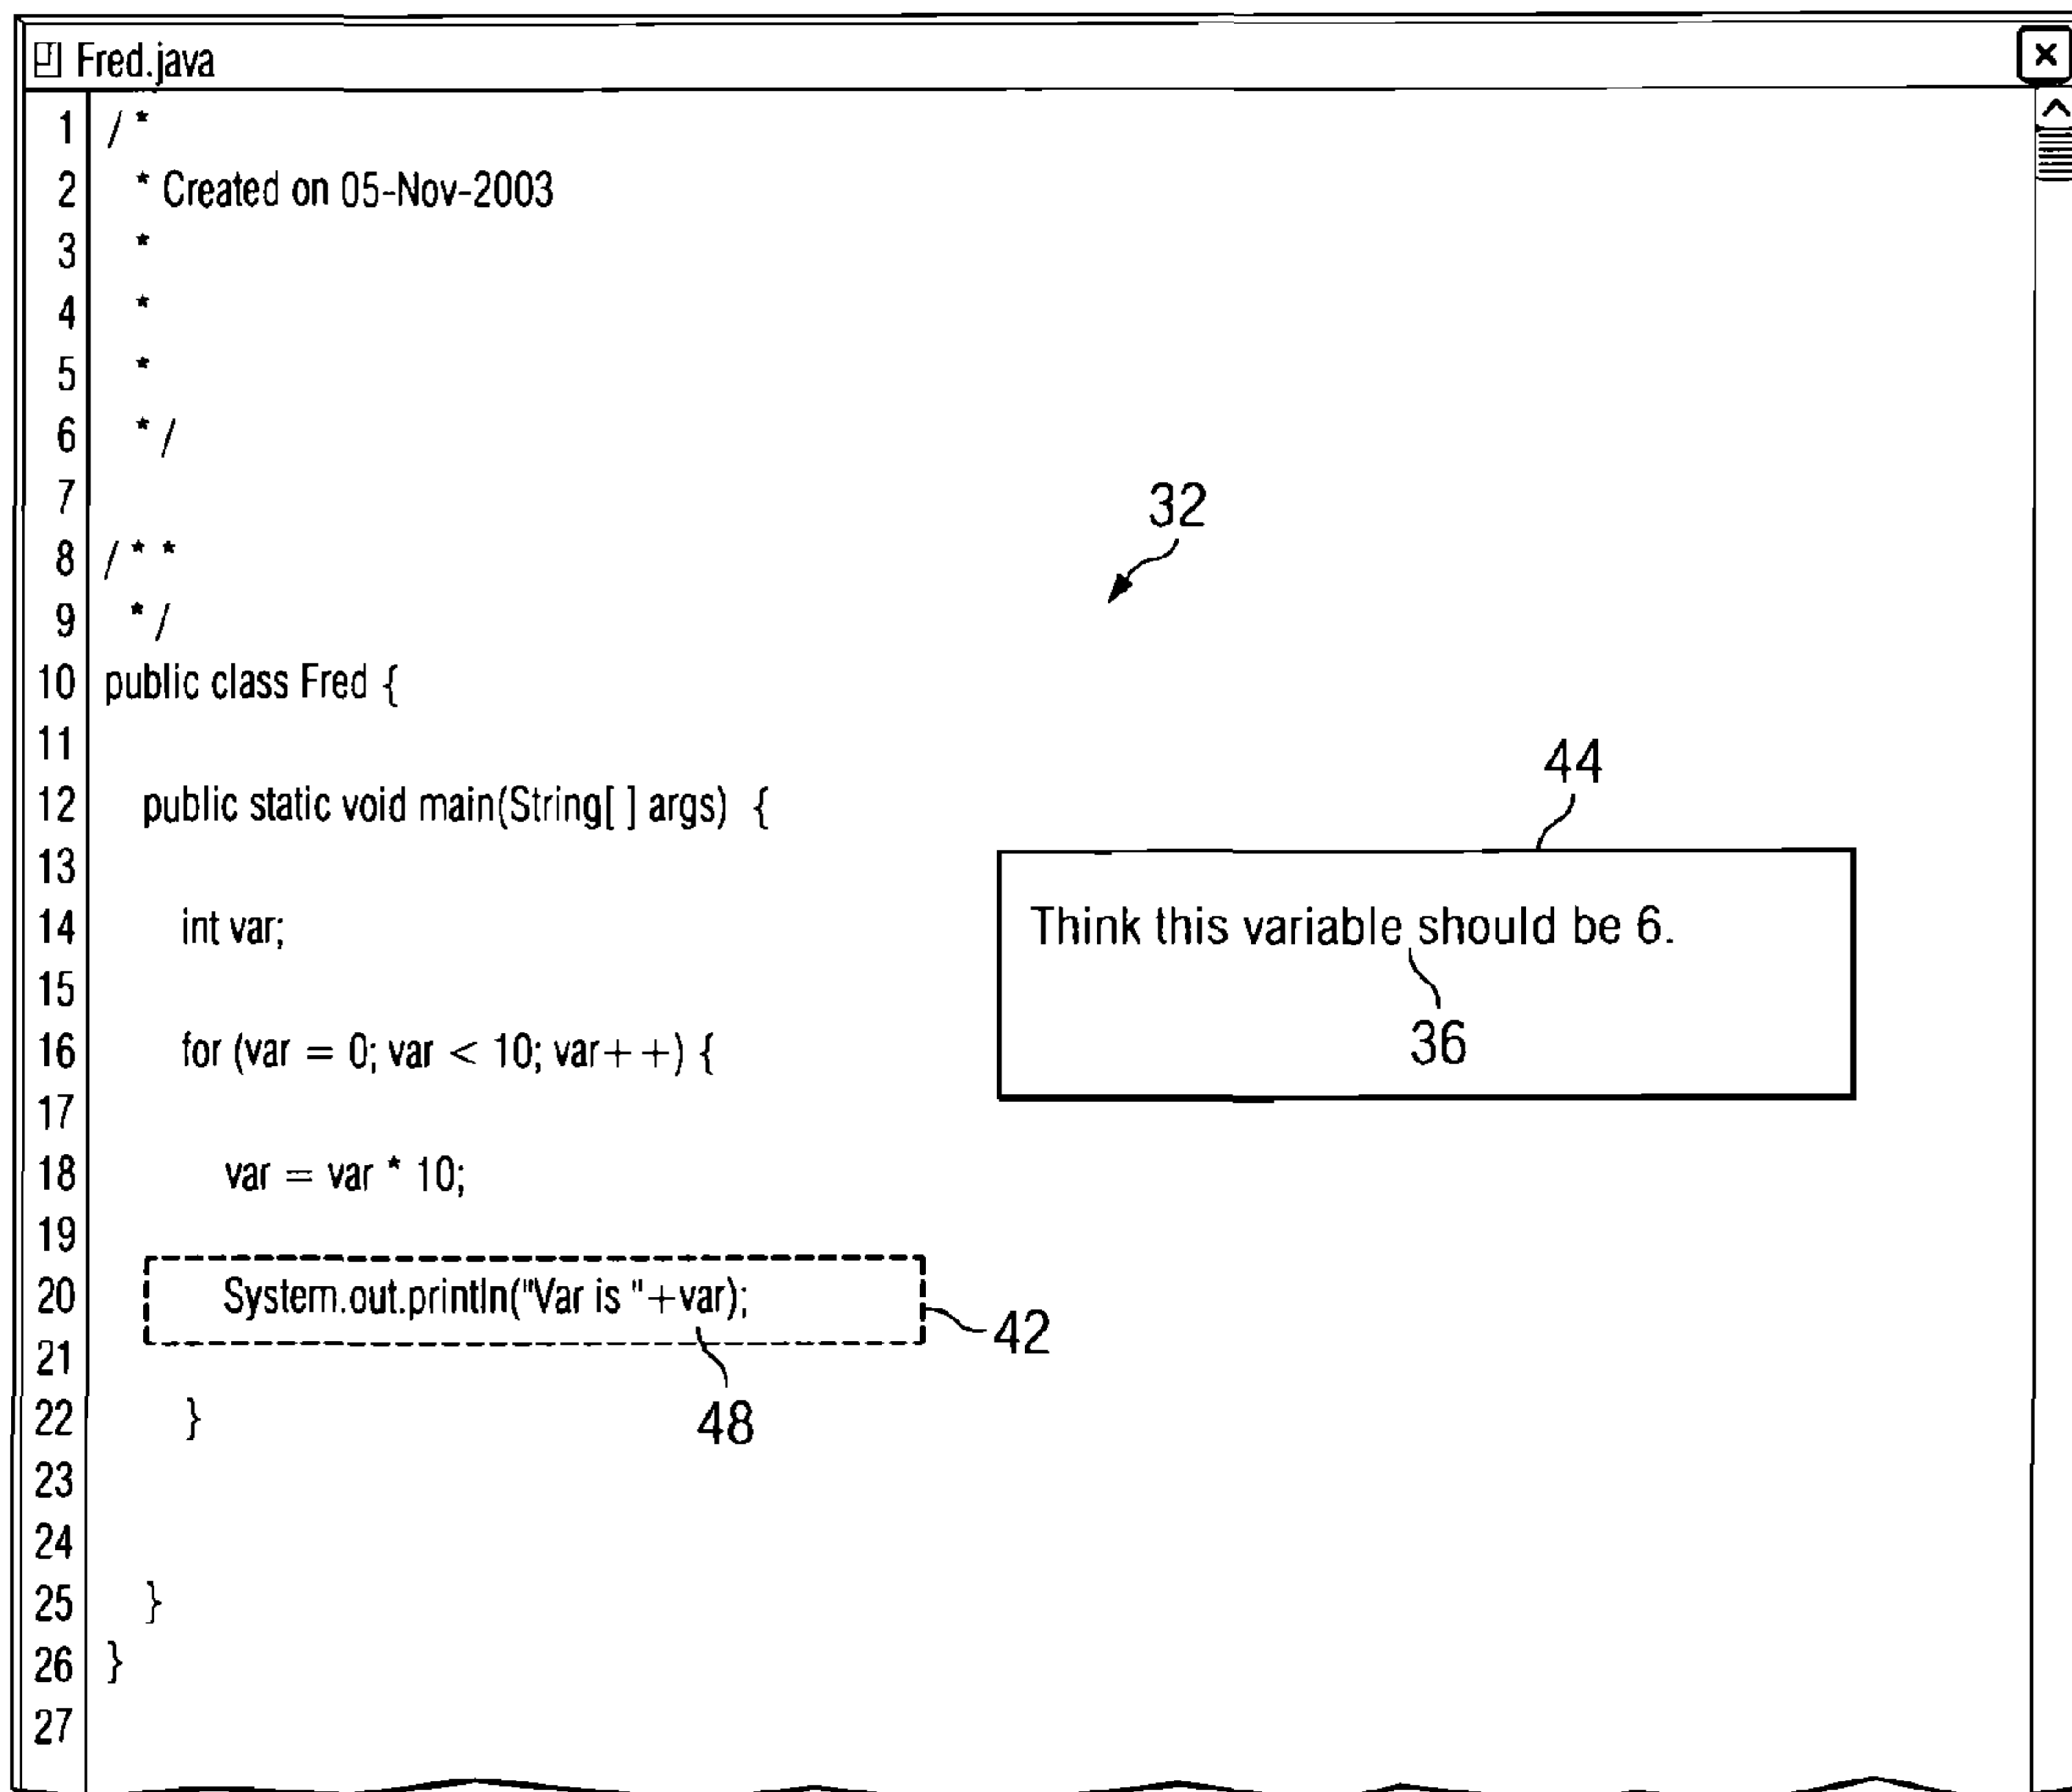 Fred.java
1 /*
2 * Created on 05-Nov-2003
3 *
4 *
5 *
6 */
7
8 /**
9 */
10 public class Fred {
11
12 public static void main(String[ ] args) {
13
14 int var;
15
16 for (var = 0; var < 10; var+ +) {
17
18 var = var * 10;
19
20 System.out.println("Var is "+var);
21
22 }
23
24
25 }
26 }
27
32
44
Think this variable should be 6.
36
42
48